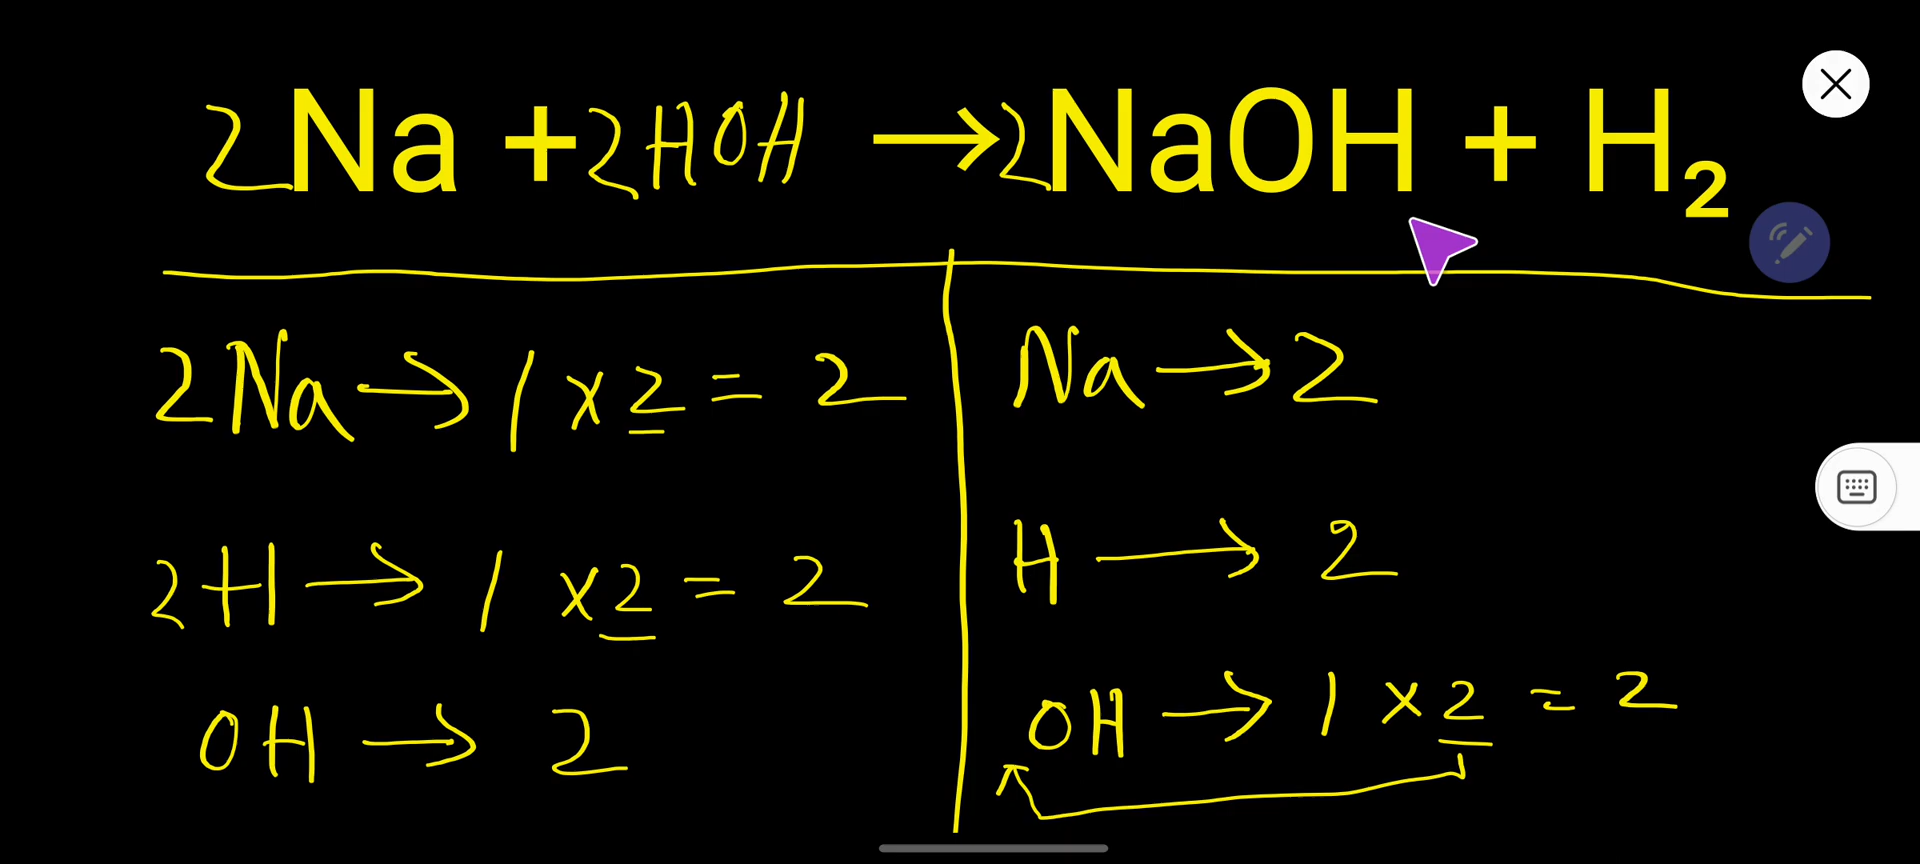 2Na + 2HOH → 2NaOH + H₂
2Na → 1 x 2 = 2
Na → 2
2H → 1 x 2 = 2
H → 2
OH → 2
OH → 1 x 2 = 2